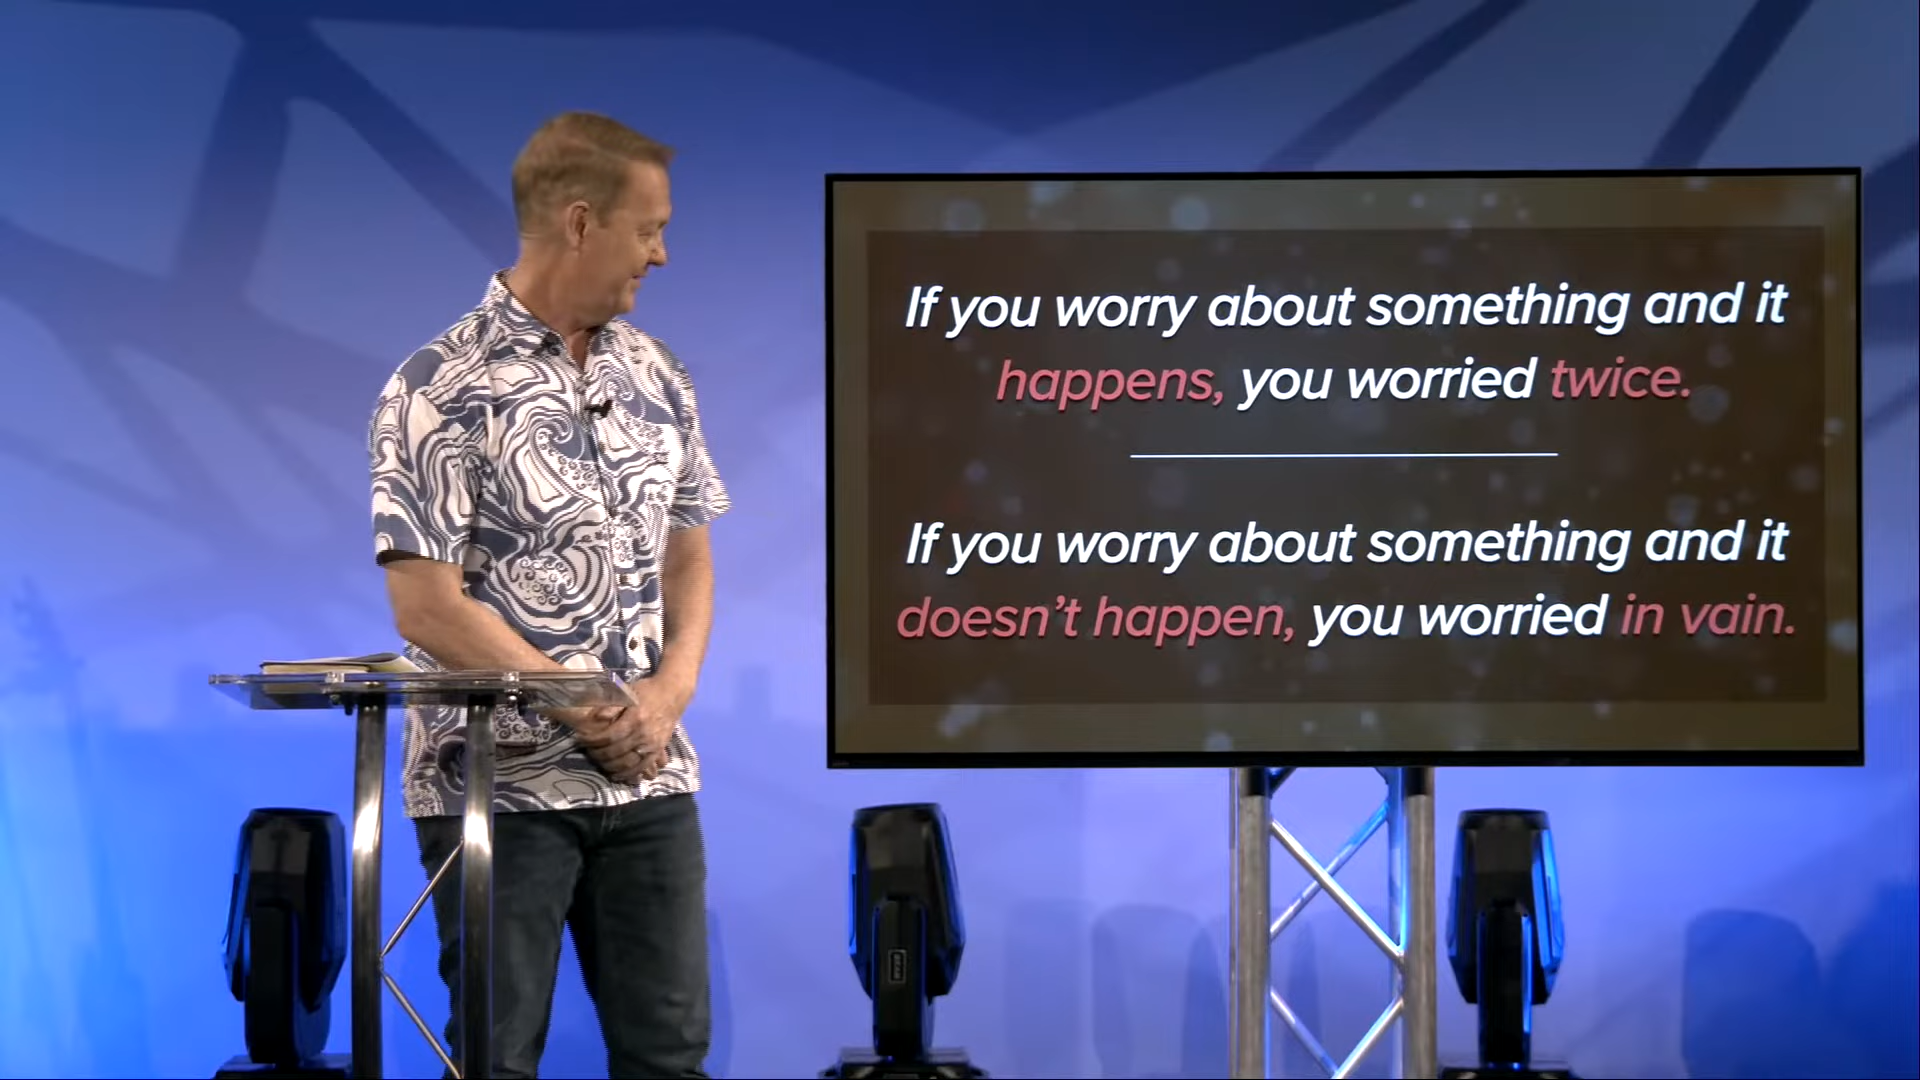 If you worry about something and it
happens, you worried twice.
If you worry about something and it
doesn't happen, you worried in vain.